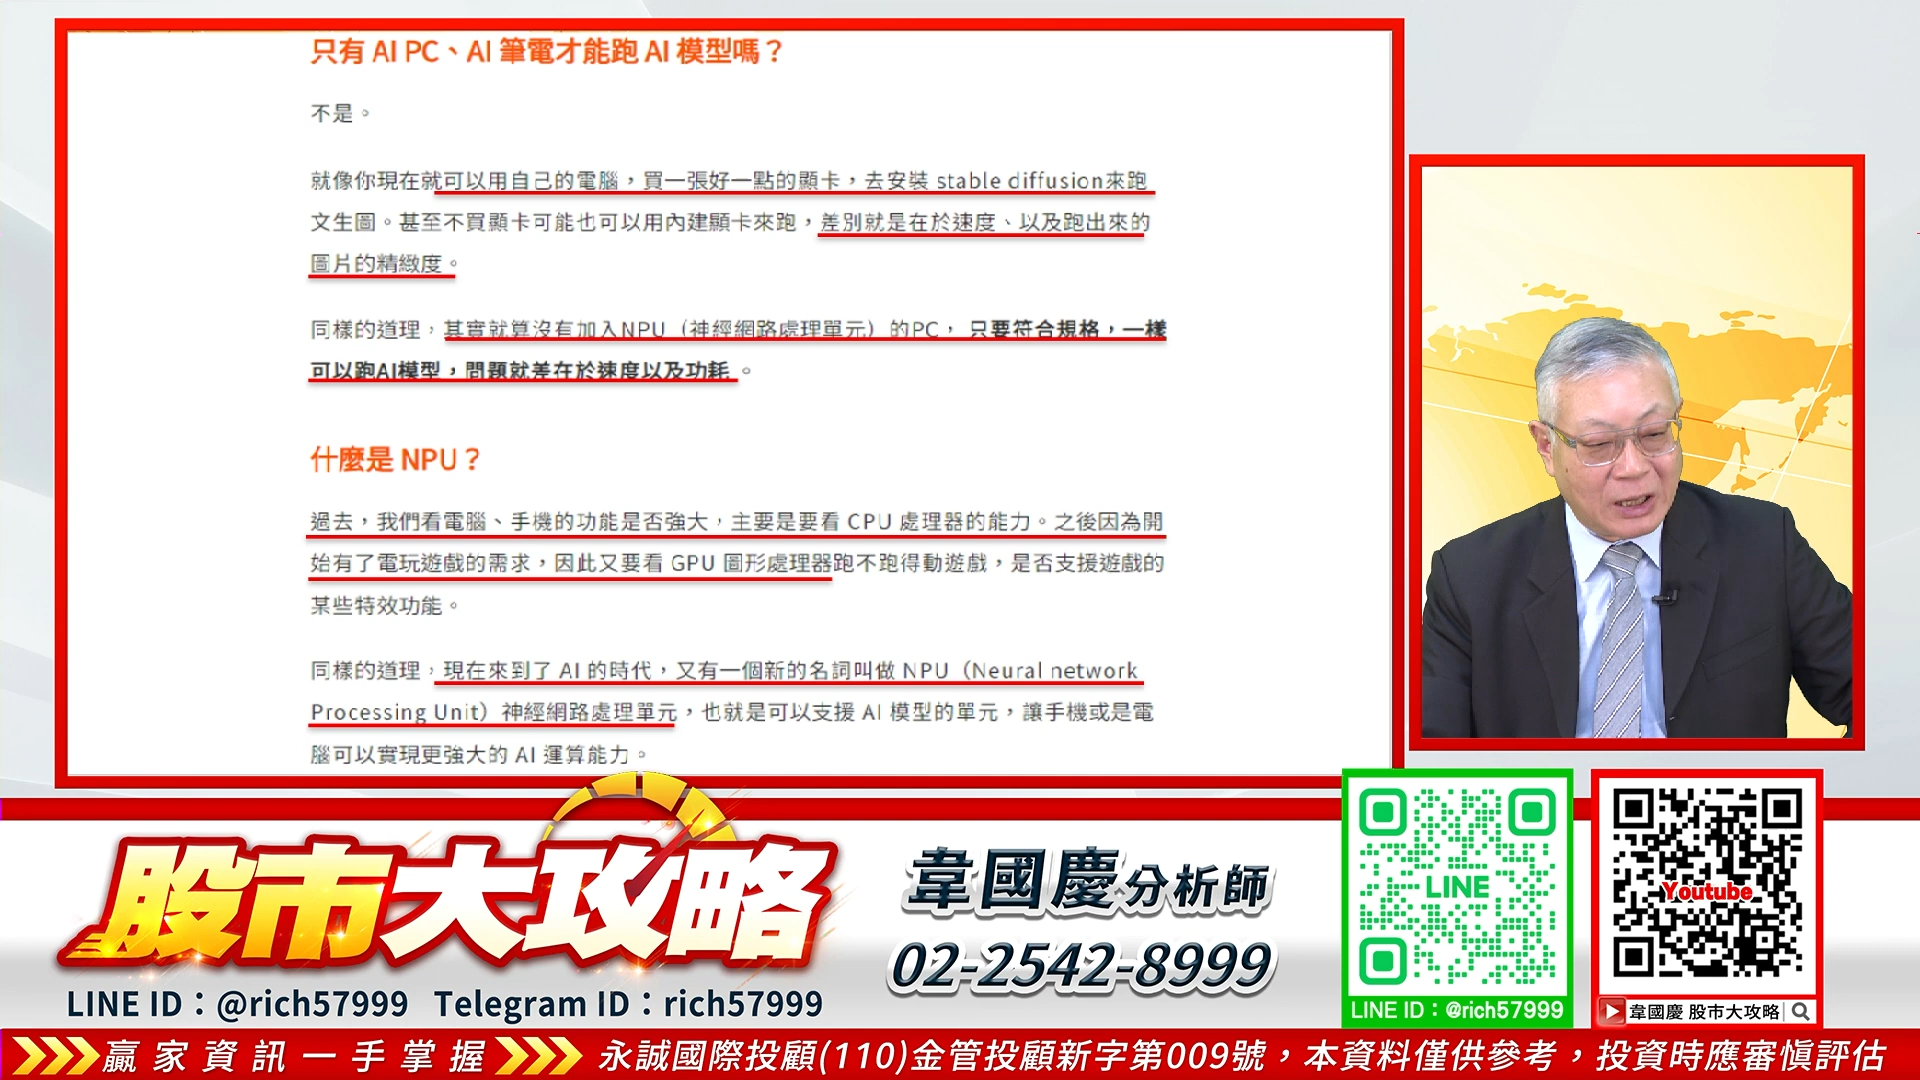 只有 AI PC、AI 筆電才能跑 AI 模型嗎？
不是。
就像你現在就可以用自己的電腦，買一張好一點的顯卡，去安裝 stable diffusion來跑
文生圖。甚至不買顯卡可能也可以用內建顯卡來跑，差別就是在於速度、以及跑出來的
圖片的精緻度。
同樣的道理，其實就算沒有加入NPU（神經網路處理單元）的PC， 只要符合規格，一樣
可以跑AI模型，問題就差在於速度以及功耗 。
什麼是 NPU？
過去，我們看電腦、手機的功能是否強大，主要是要看 CPU 處理器的能力。之後因為開
始有了電玩遊戲的需求，因此又要看 GPU 圖形處理器跑不跑得動遊戲，是否支援遊戲的
某些特效功能。
同樣的道理，現在來到了 AI 的時代，又有一個新的名詞叫做 NPU（Neural network
Processing Unit）神經網路處理單元，也就是可以支援 AI 模型的單元，讓手機或是電
腦可以實現更強大的 AI 運算能力。
股市大攻略
LINE ID：@rich57999 Telegram ID：rich57999
韋國慶分析師
02-2542-8999
LINE
LINE ID：@rich57999
Youtube
韋國慶 股市大攻略
贏家資訊一手掌握
永誠國際投顧(110)金管投顧新字第009號，本資料僅供參考，投資時應審慎評估